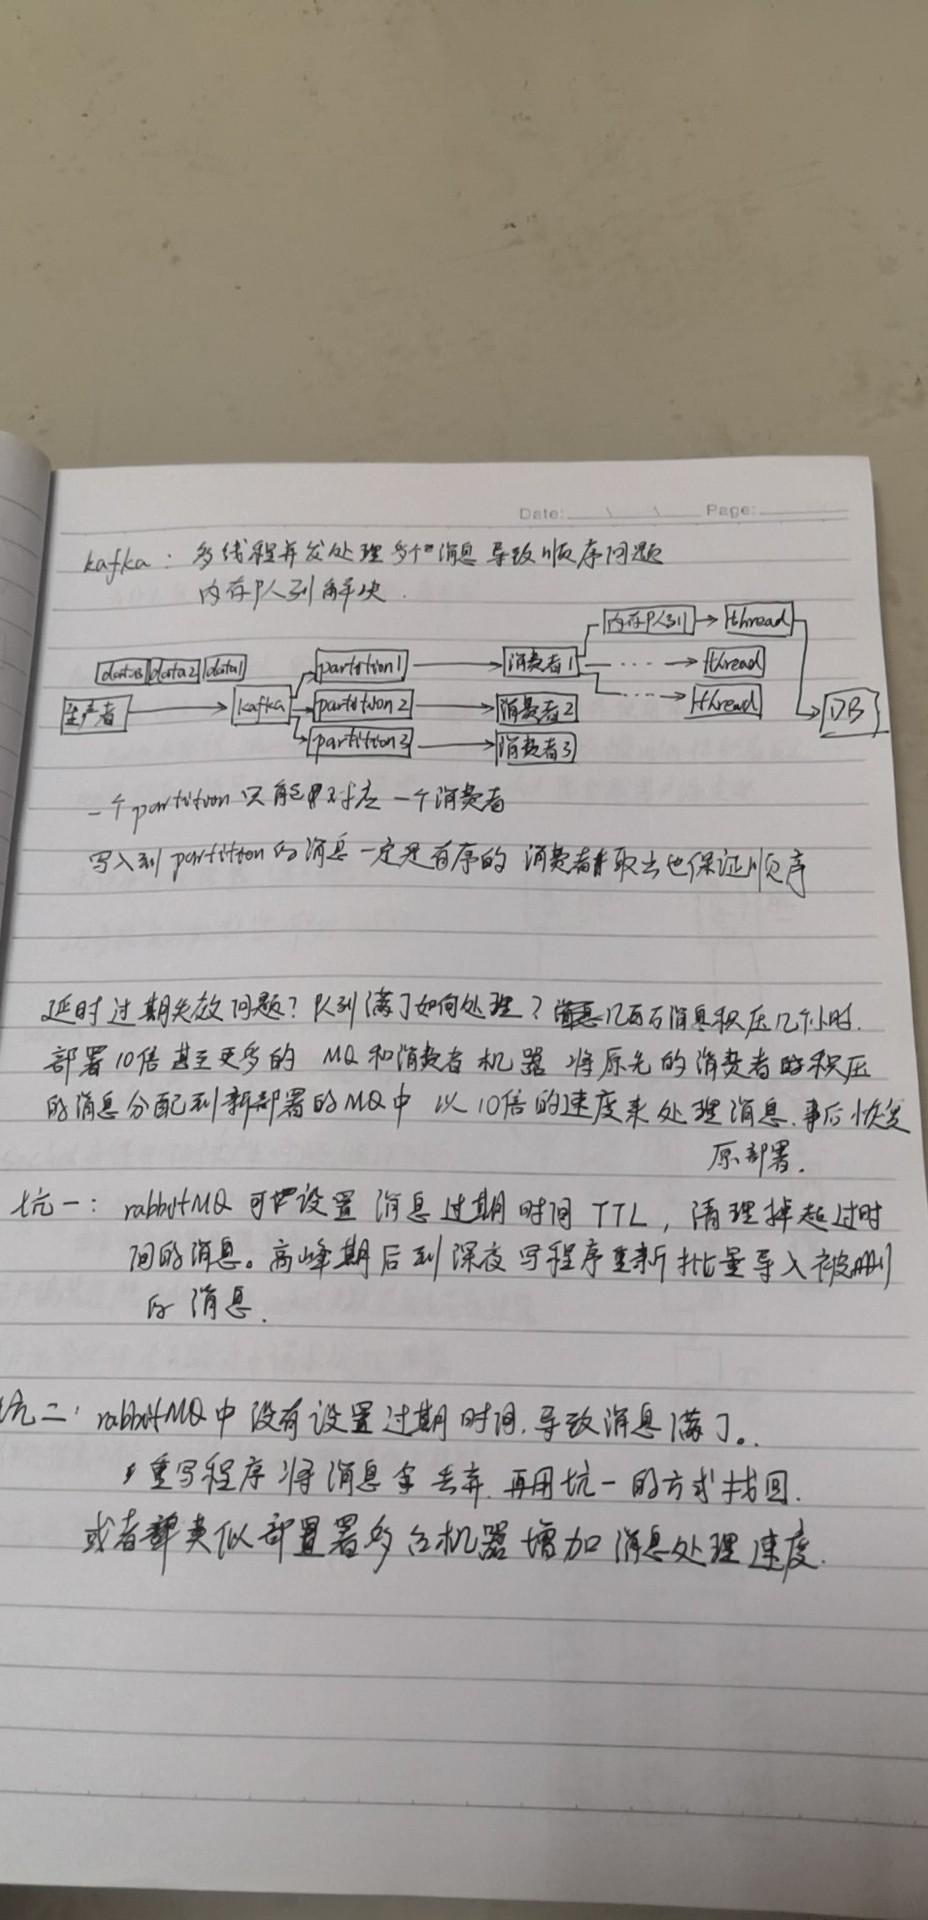 Date: \ \ Page:
kafka: 多线程并发处理多个消息导致顺序问题
内存队列解决.
内存队列 thread
data3 data2 data1 partition1 消费者1 thread
生产者 kafka partition2 消费者2 thread DB
partition3 消费者3
一个partition只能对应一个消费者
写入到partition的消息一定是有序的 消费者取出也保证顺序
延时过期失效问题?队列满了如何处理?几百万消息积压几个小时.
部署10倍甚至更多的 MQ和消费者机器 将原先的消费者的积压
的消息分配到新部署的MQ中 以10倍的速度来处理消息.事后恢复
原部署.
坑一: rabbitMQ可设置消息过期时间TTL,清理掉超过时
间的消息。高峰期后到深夜写程序重新批量导入被删
的消息.
坑二: rabbitMQ中没有设置过期时间.导致消息满了。
重写程序将消息拿丢弃.再用坑一的方式找回.
或者类似部署多台机器增加消息处理速度.